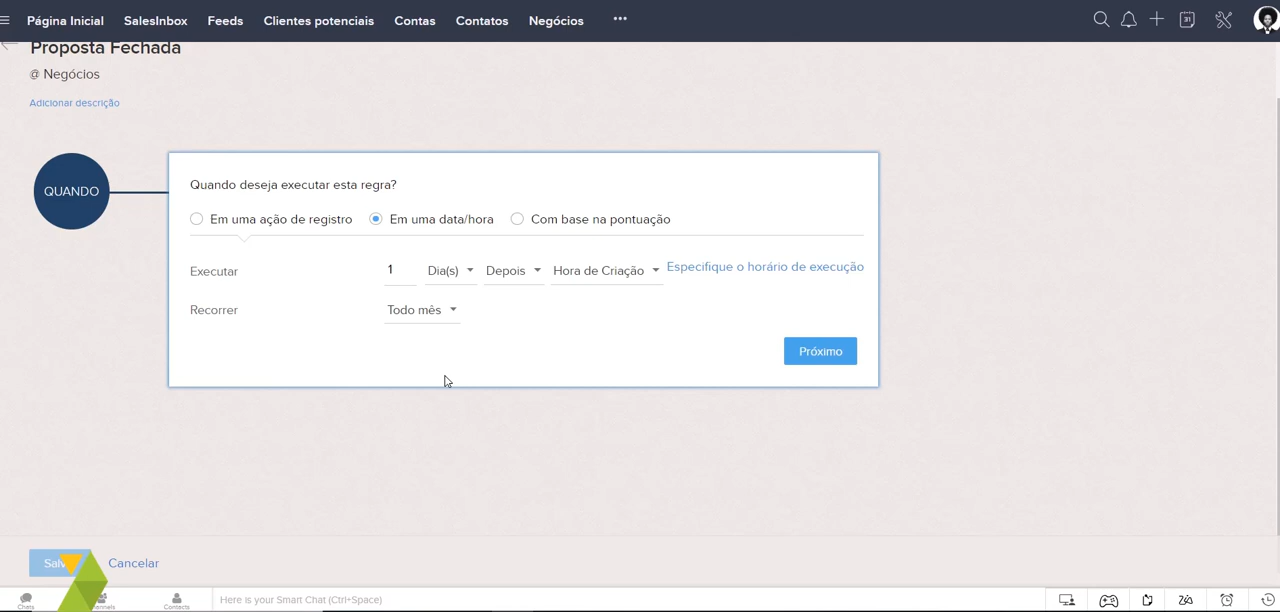 Página Inicial SalesInbox Feeds Clientes potenciais Contas Contatos Negócios ••• 31
Proposta Fechada
@ Negócios
Adicionar descrição
QUANDO
Quando deseja executar esta regra?
Em uma ação de registro Em uma data/hora Com base na pontuação
Executar 1 Dia(s) Depois Hora de Criação Especifique o horário de execução
Recorrer Todo mês
Próximo
Cancelar
Chats Contacts Here is your Smart Chat (Ctrl+Space)